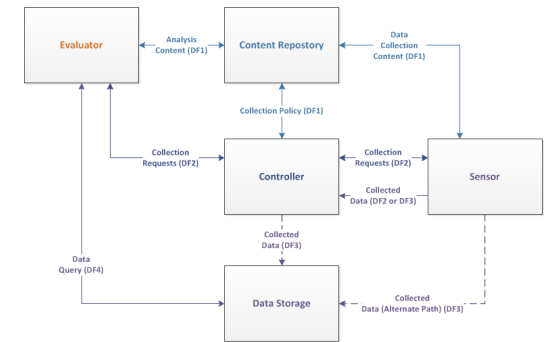 Evaluator
Analysis
Content (DF1)
Content Repostory
Data
Collection
Content (DF1)
Collection Policy (DF1)
Collection
Requests (DF2)
Controller
Collection
Requests (DF2)
Collected
Data (DF2 or DF3)
Sensor
Collected
Data (DF3)
Data
Query (DF4)
Data Storage
Collected
Data (Alternate Path) (DF3)